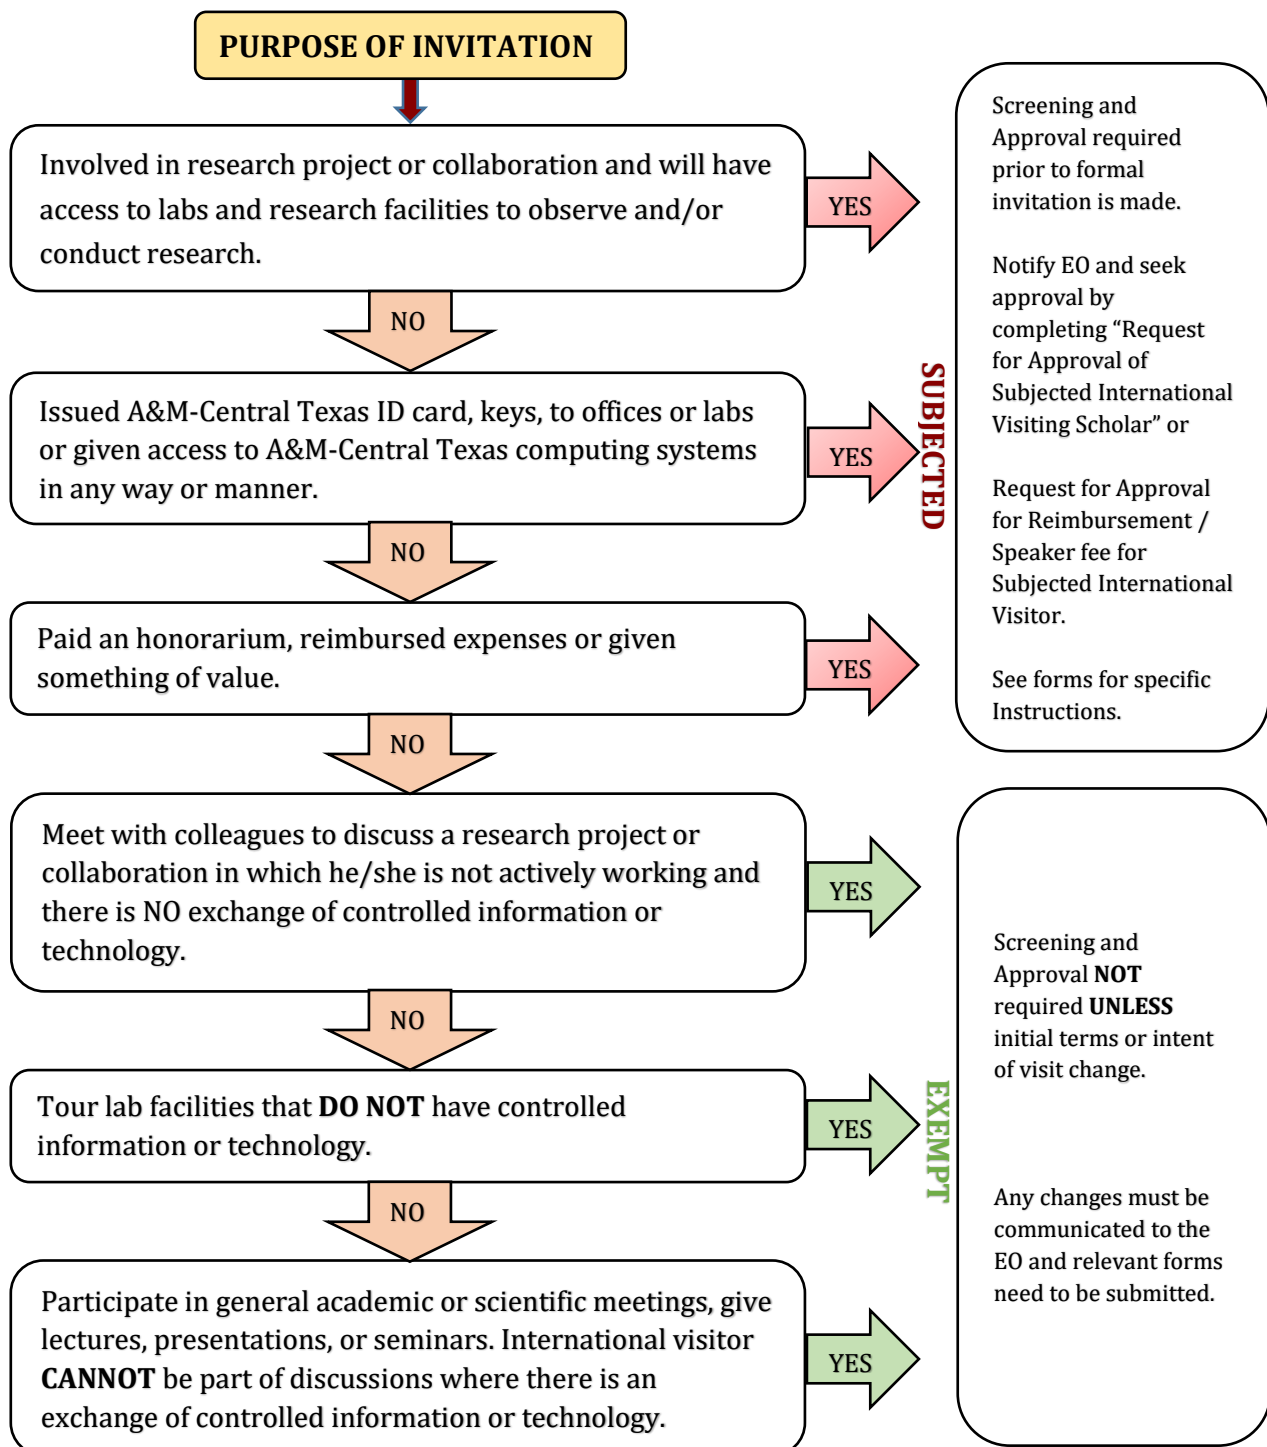 PURPOSE OF INVITATION
Involved in research project or collaboration and will have
access to labs and research facilities to observe and/or
conduct research.
YES
NO
Issued A&M-Central Texas ID card, keys, to offices or labs
or given access to A&M-Central Texas computing systems
in any way or manner.
YES
NO
Paid an honorarium, reimbursed expenses or given
something of value.
YES
NO
SUBJECTED
Screening and
Approval required
prior to formal
invitation is made.
Notify EO and seek
approval by
completing “Request
for Approval of
Subjected International
Visiting Scholar” or
Request for Approval
for Reimbursement /
Speaker fee for
Subjected International
Visitor.
See forms for specific
Instructions.
Meet with colleagues to discuss a research project or
collaboration in which he/she is not actively working and
there is NO exchange of controlled information or
technology.
YES
NO
Tour lab facilities that DO NOT have controlled
information or technology.
YES
NO
Participate in general academic or scientific meetings, give
lectures, presentations, or seminars. International visitor
CANNOT be part of discussions where there is an
exchange of controlled information or technology.
YES
EXEMPT
Screening and
Approval NOT
required UNLESS
initial terms or intent
of visit change.
Any changes must be
communicated to the
EO and relevant forms
need to be submitted.